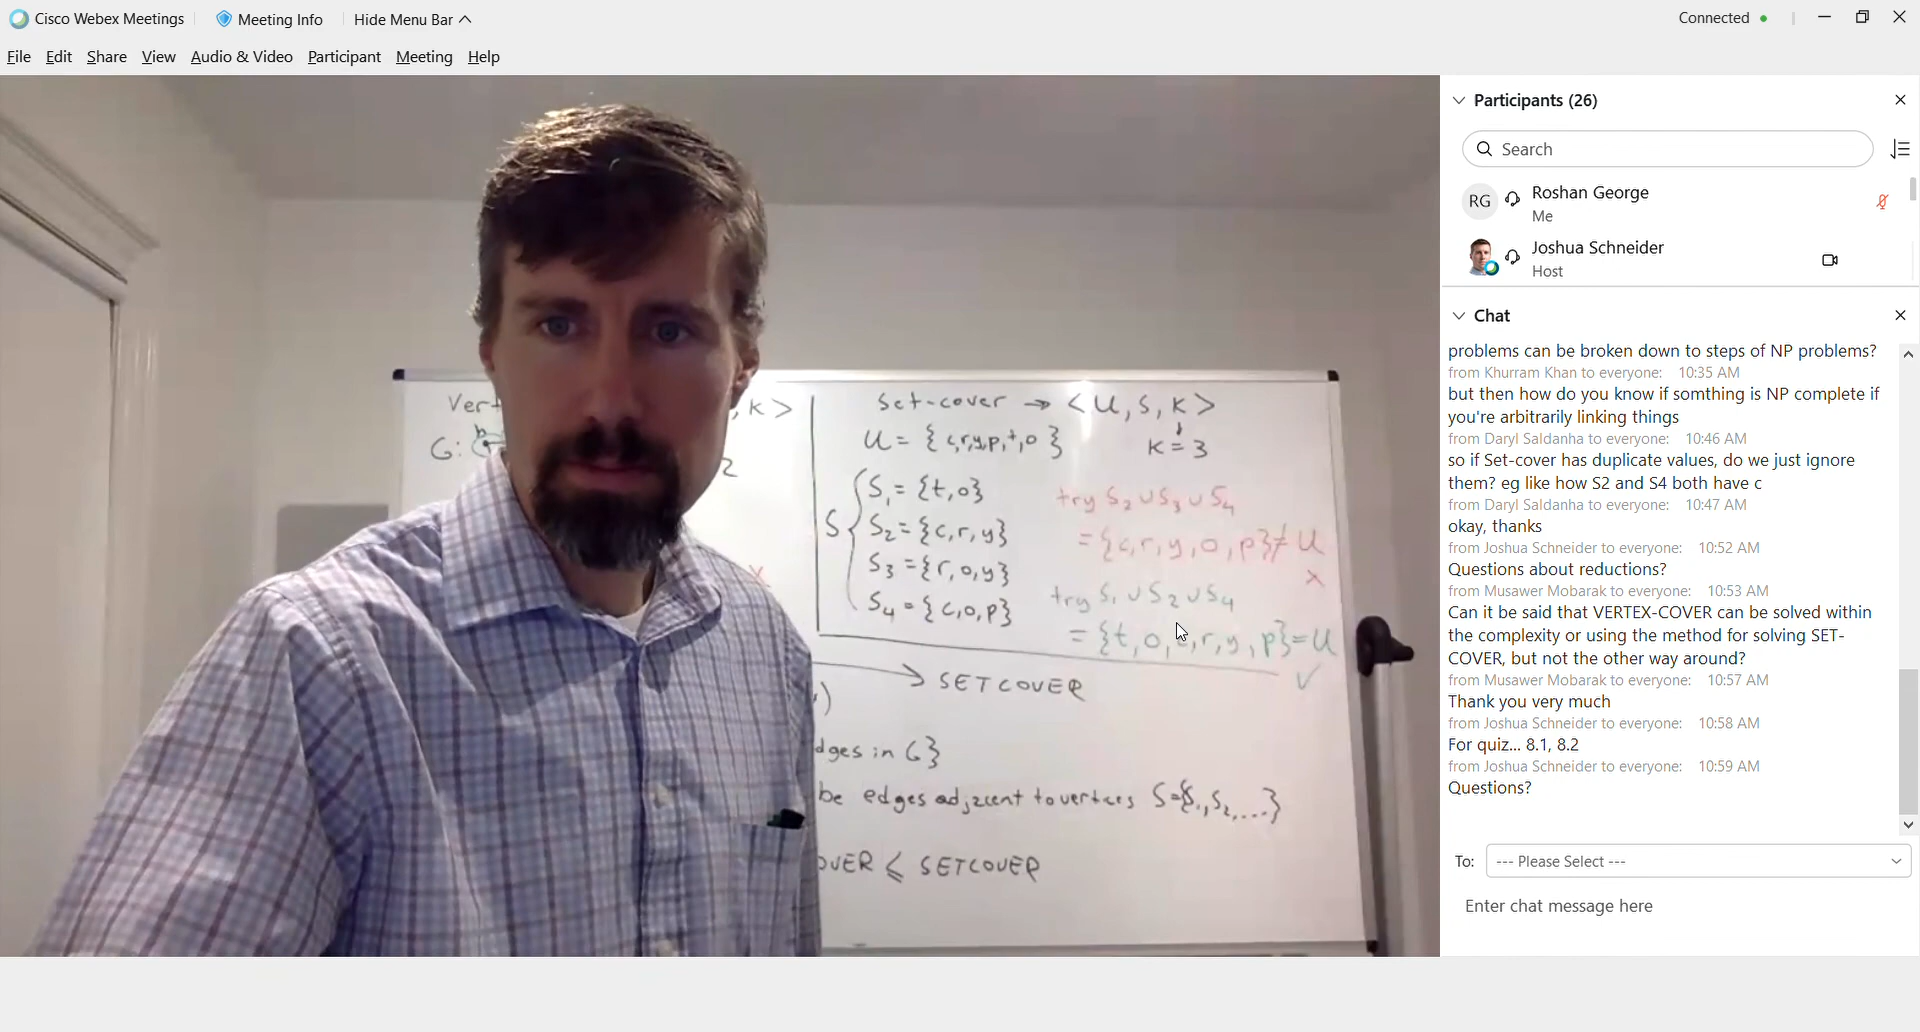 Cisco Webex Meetings
Meeting Info
Hide Menu Bar
Connected
File Edit Share View Audio & Video Participant Meeting Help
Vert
, K >
G:
b
2
x
Set-cover → < U, S, K >
U = { c,r,y,p,t,o }
K = 3
S
S₁ = {t,o}
S₂ = {c,r,y}
S₃ = {r,o,y}
S₄ = { c,o,p}
try S₂ ∪ S₃ ∪ S₄
= {c,r,y,o,p} ≠ U
x
try S₁ ∪ S₂ ∪ S₄
= {t,o,c,r,y,p} = U
✓
→ SETCOVER
)
dges in G}
be edges adjacent to vertices S={S₁,S₂,....}
OVER ≤ SETCOVER
Participants (26)
Search
RG
Roshan George
Me
Joshua Schneider
Host
Chat
problems can be broken down to steps of NP problems?
from Khurram Khan to everyone: 10:35 AM
but then how do you know if somthing is NP complete if
you're arbitrarily linking things
from Daryl Saldanha to everyone: 10:46 AM
so if Set-cover has duplicate values, do we just ignore
them? eg like how S2 and S4 both have c
from Daryl Saldanha to everyone: 10:47 AM
okay, thanks
from Joshua Schneider to everyone: 10:52 AM
Questions about reductions?
from Musawer Mobarak to everyone: 10:53 AM
Can it be said that VERTEX-COVER can be solved within
the complexity or using the method for solving SET-
COVER, but not the other way around?
from Musawer Mobarak to everyone: 10:57 AM
Thank you very much
from Joshua Schneider to everyone: 10:58 AM
For quiz... 8.1, 8.2
from Joshua Schneider to everyone: 10:59 AM
Questions?
To: --- Please Select ---
Enter chat message here